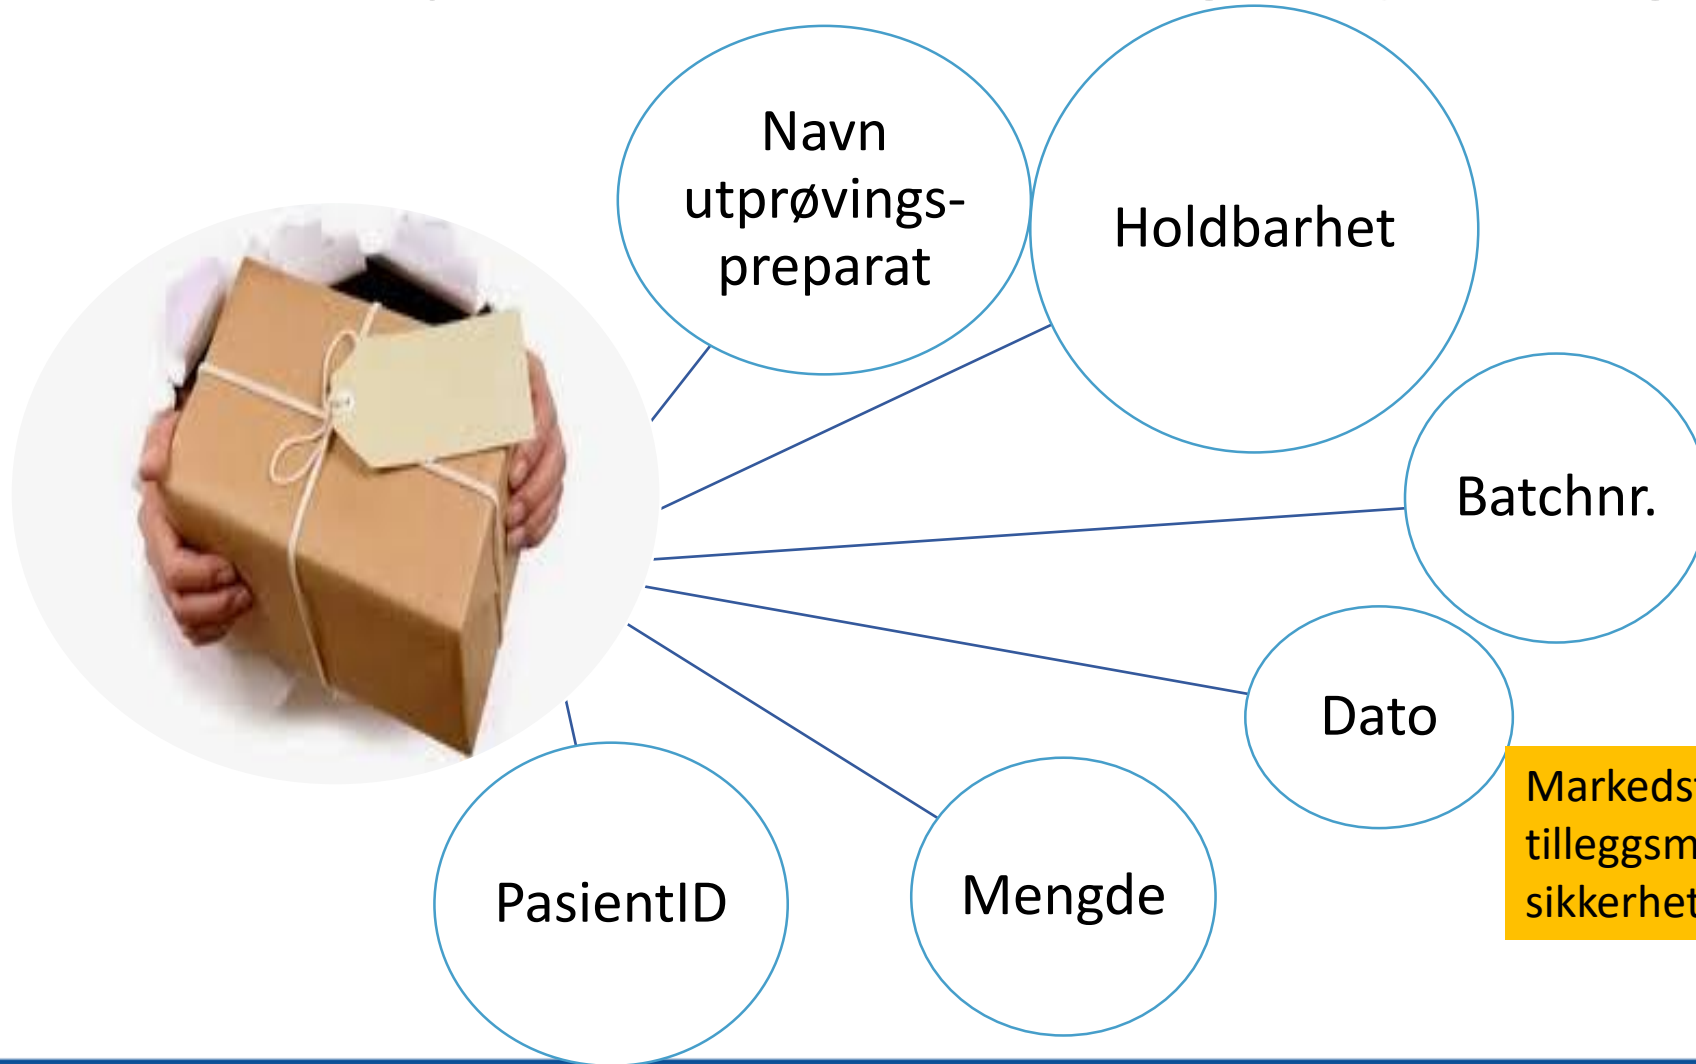 Navn
utprøvings-
preparat
Holdbarhet
Batchnr.
Dato
PasientID
Mengde